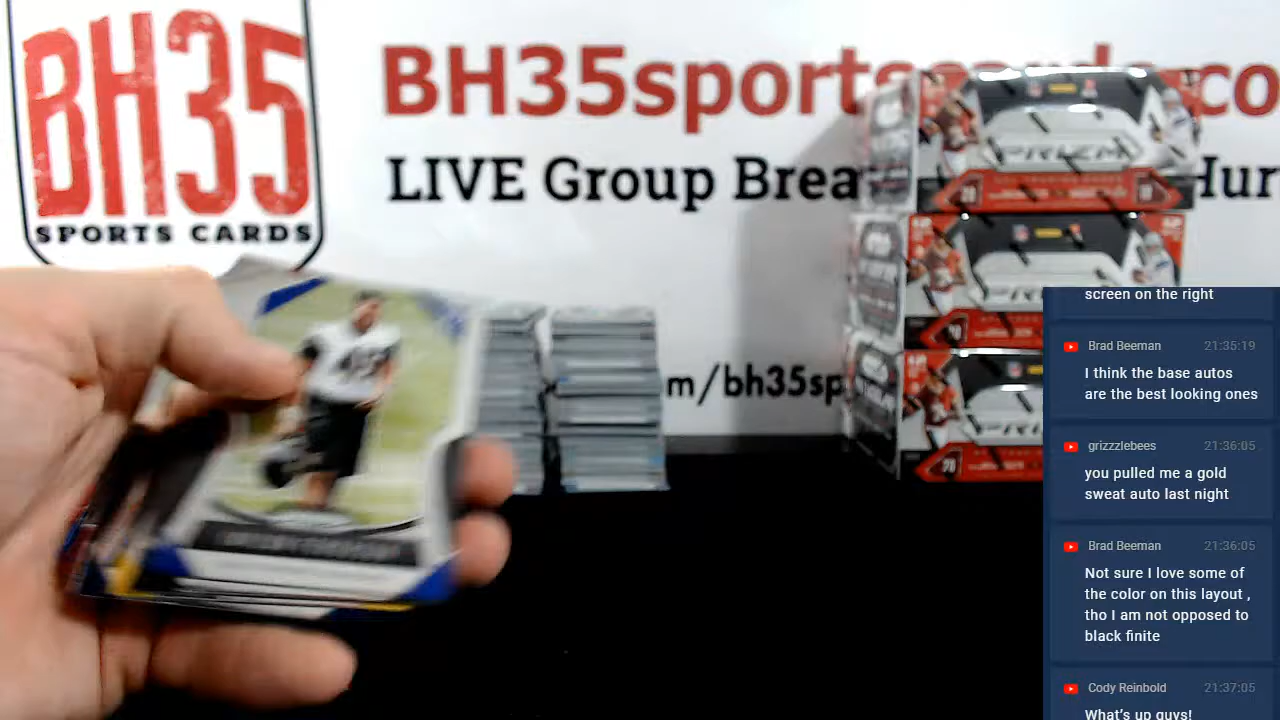 BH35
SPORTS CARDS
BH35sportscards.co
LIVE Group Brea
Hur
m/bh35sp
PRIZM
screen on the right
Brad Beeman 21:35:19
I think the base autos
are the best looking ones
grizzzlebees 21:36:05
you pulled me a gold
sweat auto last night
Brad Beeman 21:36:05
Not sure I love some of
the color on this layout ,
tho I am not opposed to
black finite
Cody Reinbold 21:37:05
What's up guys!